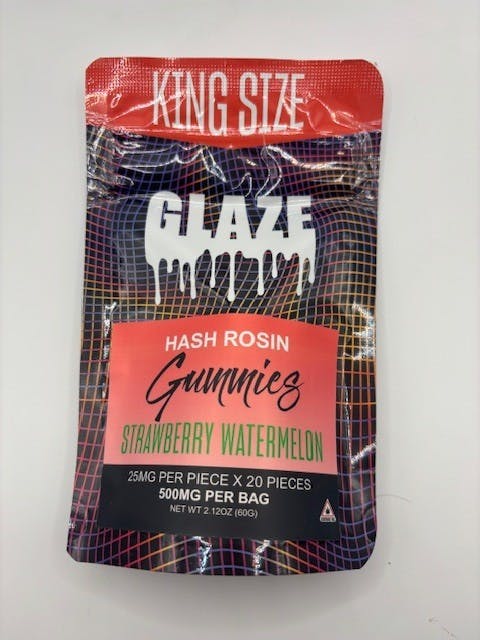 KING SIZE
GLAZE
HASH ROSIN
Gummies
STRAWBERRY WATERMELON
25MG PER PIECE X 20 PIECES
500MG PER BAG
NET WT 2.12OZ (60G)